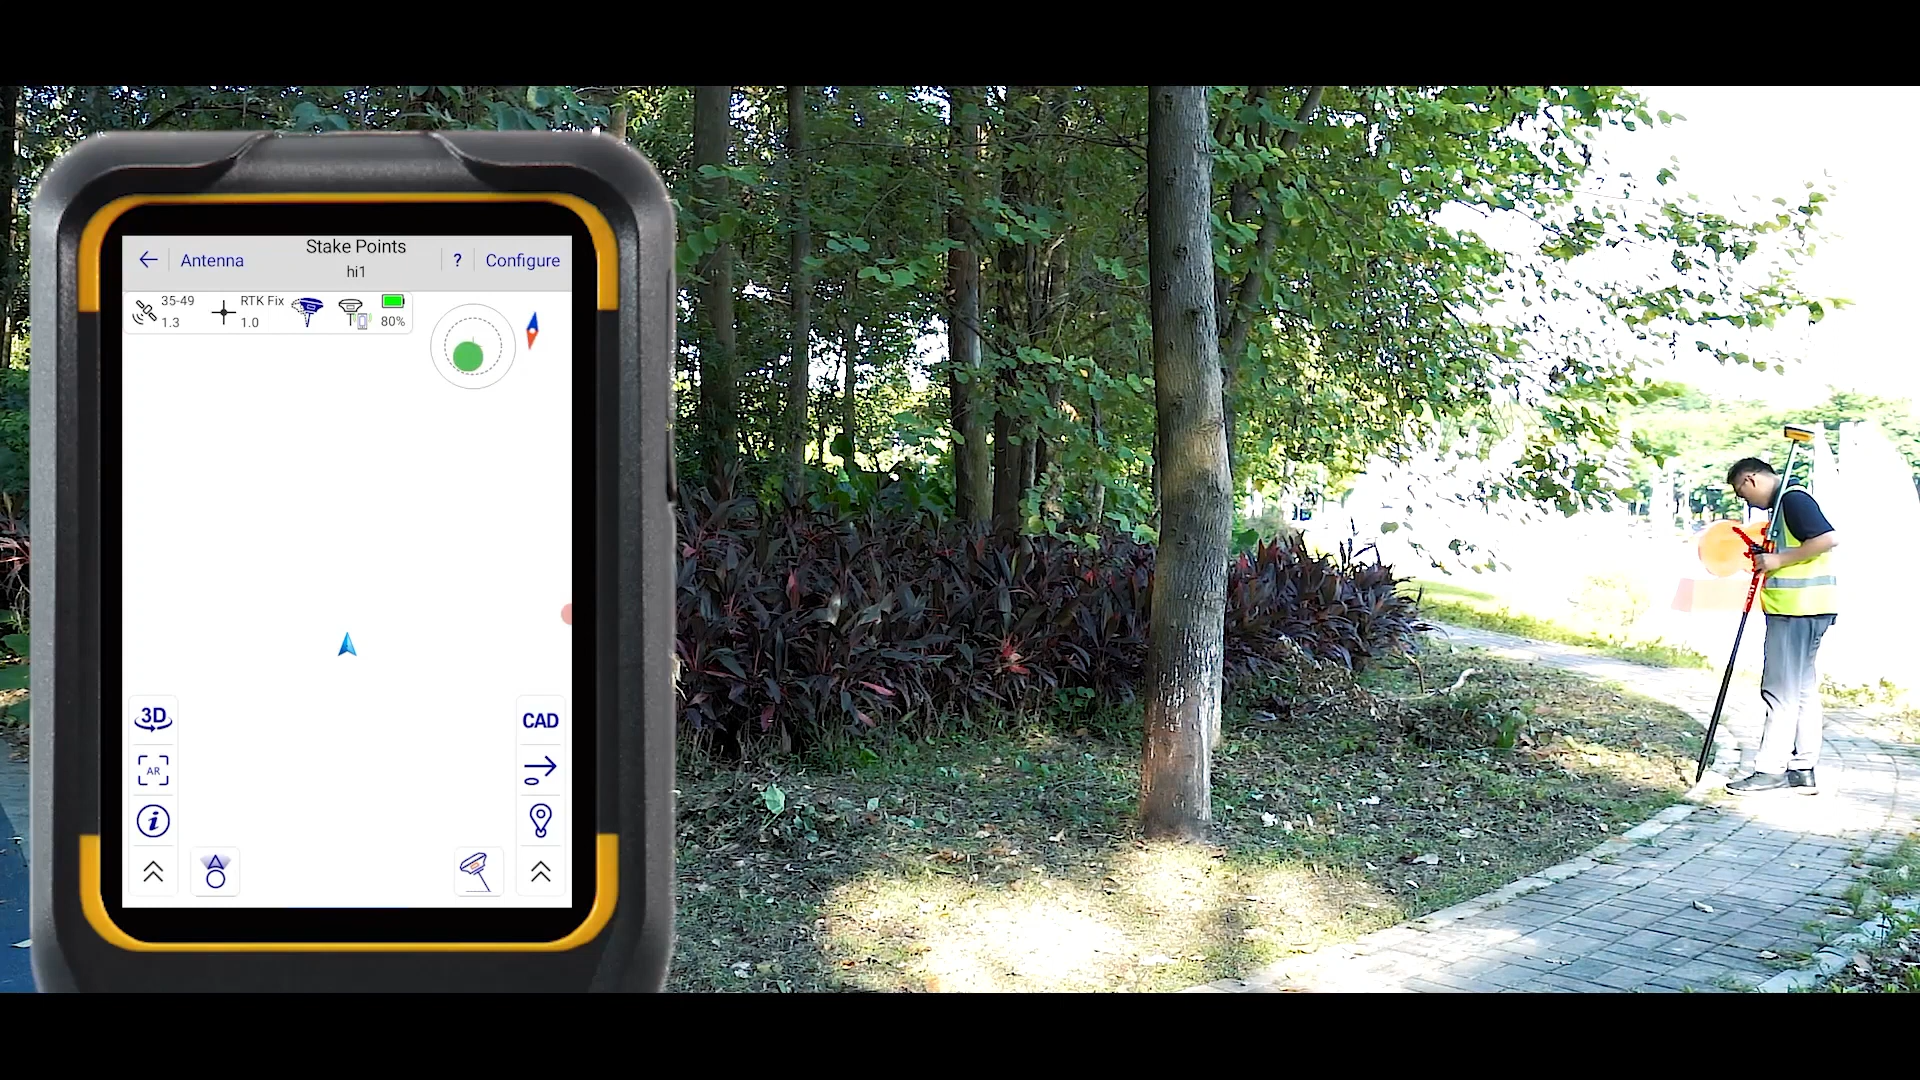 Antenna
Stake Points
hi1
?
Configure
35-49
1.3
RTK Fix
1.0
80%
3D
CAD
AR
i